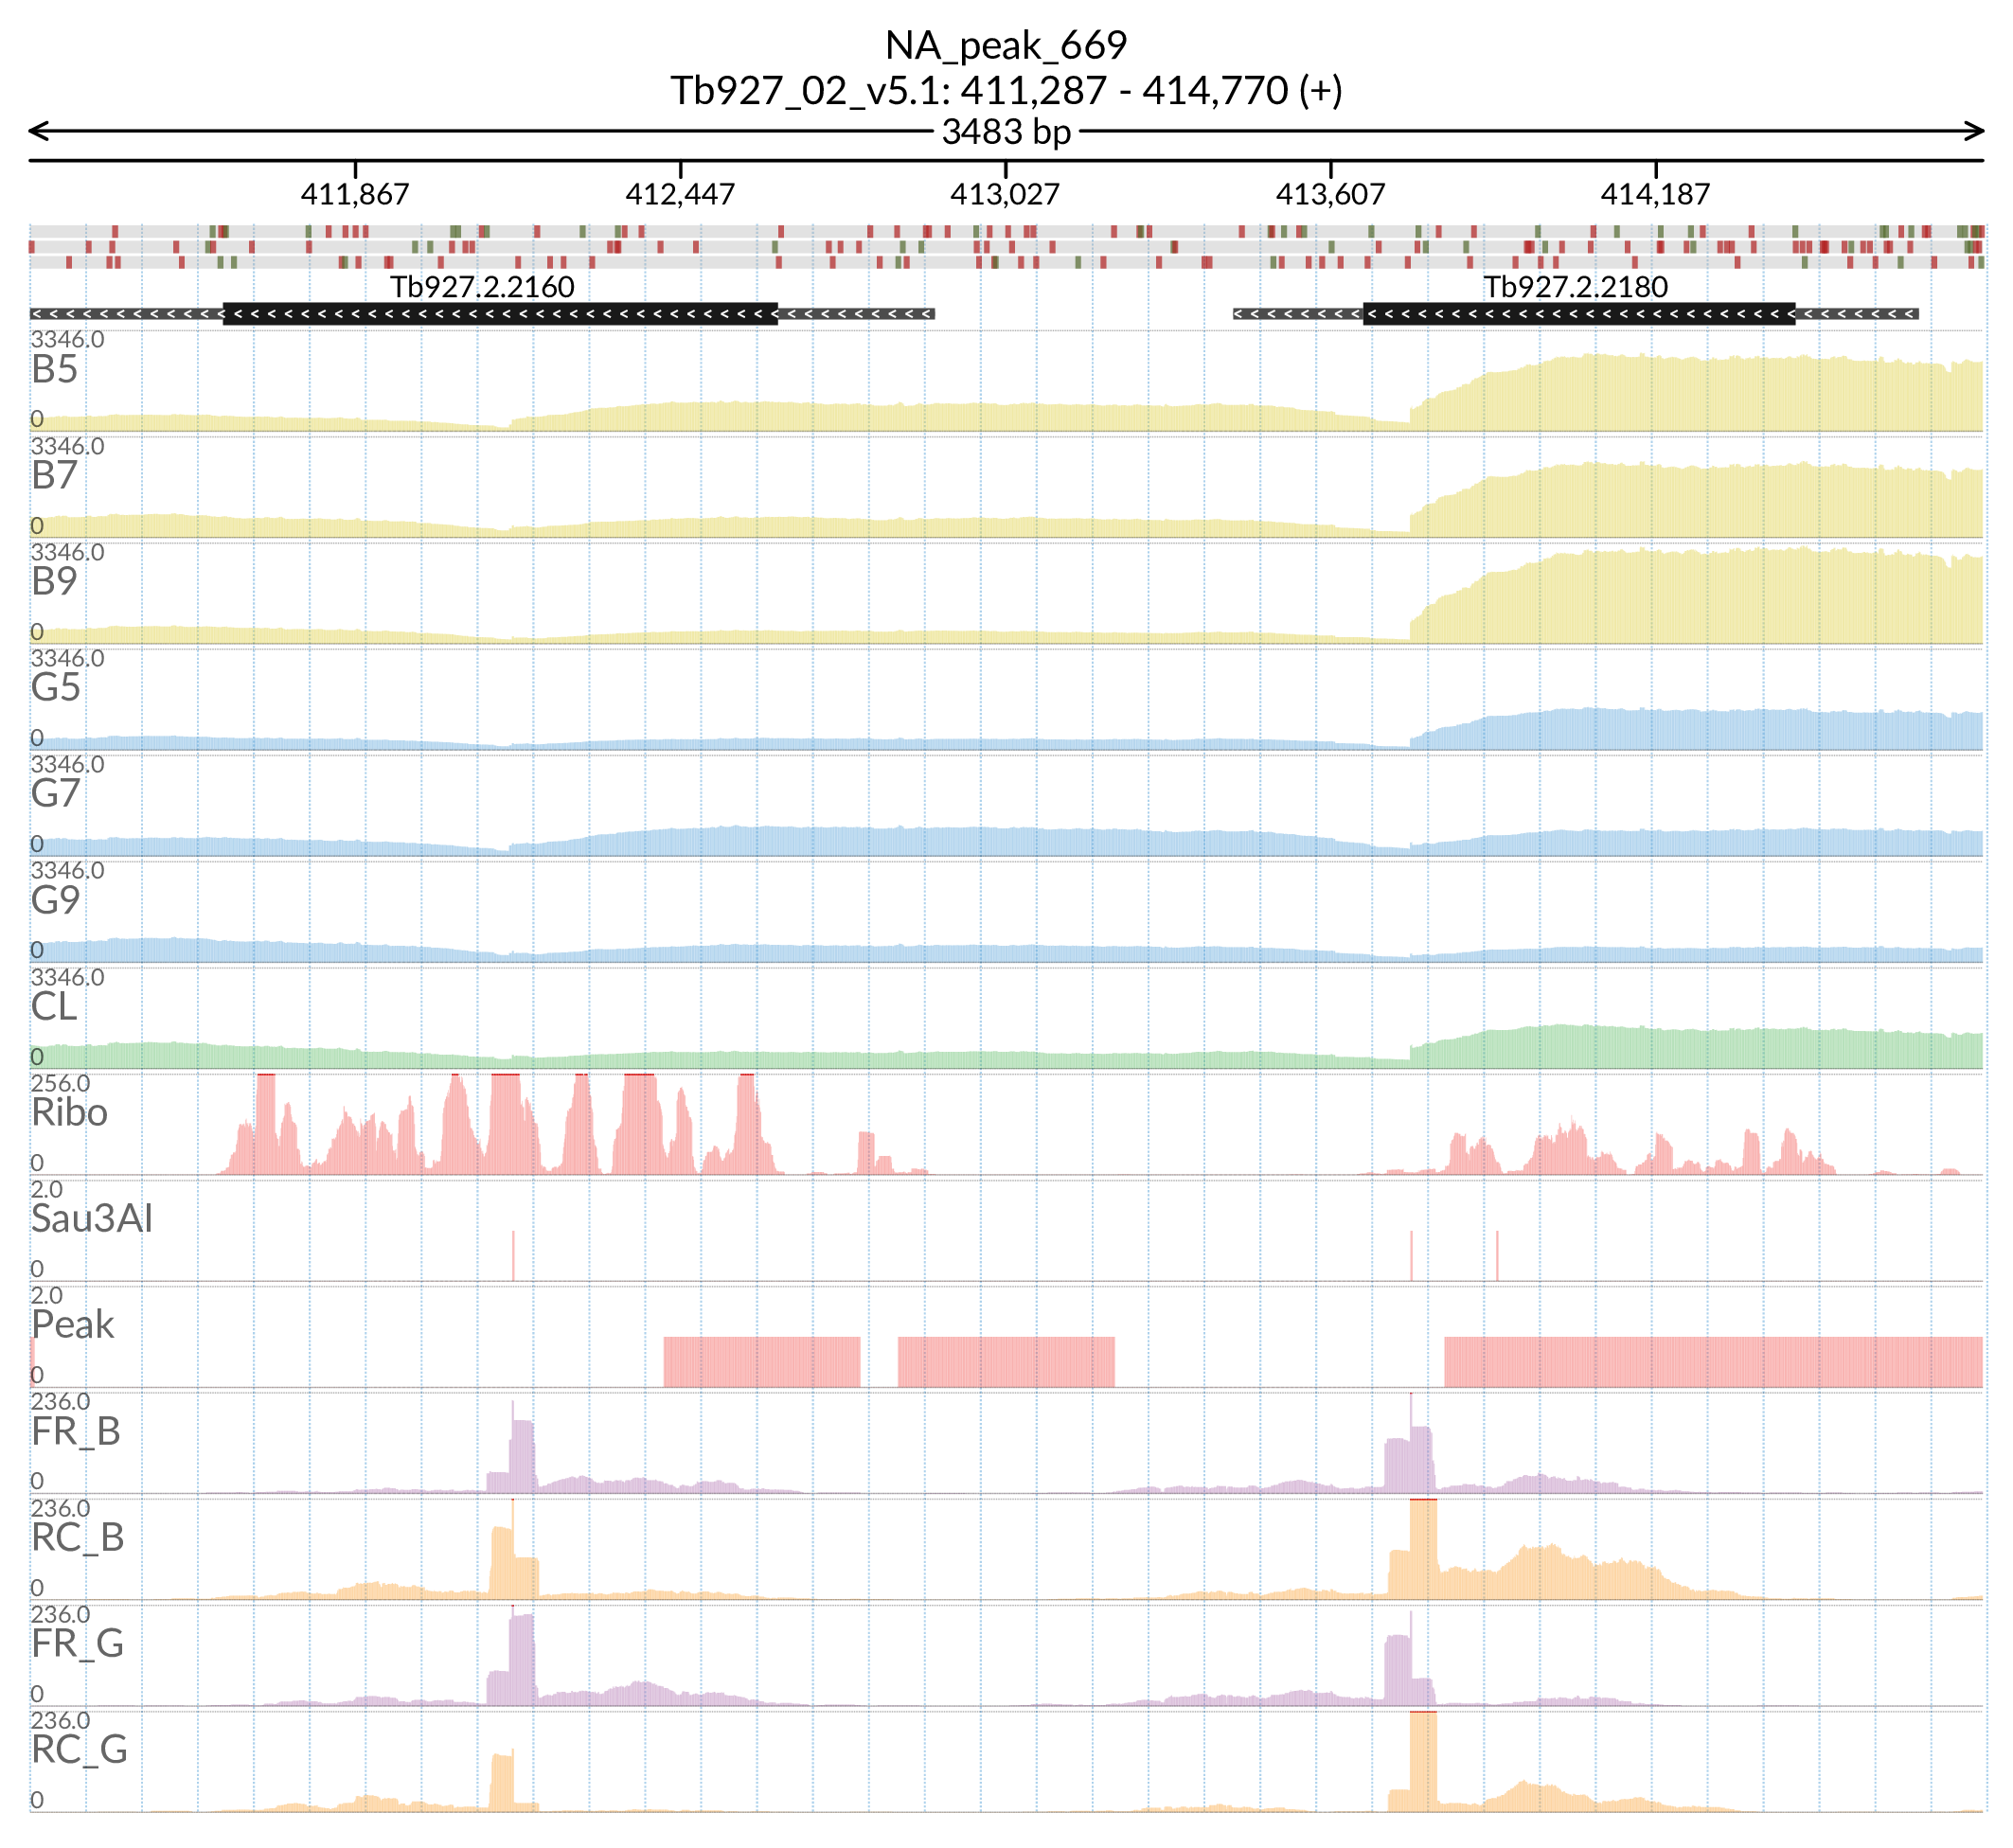 NA_peak_669
Tb927_02_v5.1: 411,287 - 414,770 (+)
3483 bp
411,867 412,447 413,027 413,607 414,187
Tb927.2.2160 Tb927.2.2180
3346.0
B5
0
3346.0
B7
0
3346.0
B9
0
3346.0
G5
0
3346.0
G7
0
3346.0
G9
0
3346.0
CL
0
256.0
Ribo
0
2.0
Sau3AI
0
2.0
Peak
0
236.0
FR_B
0
236.0
RC_B
0
236.0
FR_G
0
236.0
RC_G
0